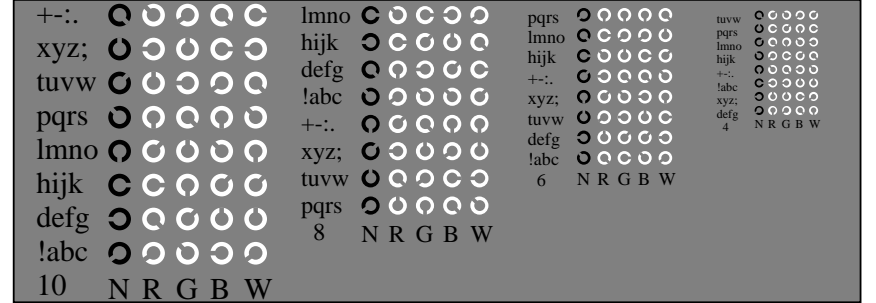 +-:.
xyz;
tuvw
pqrs
lmno
hijk
defg
!abc
10 N R G B W
lmno
hijk
defg
!abc
+-:.
xyz;
tuvw
pqrs
8 N R G B W
pqrs
lmno
hijk
+-:.
xyz;
tuvw
defg
!abc
6 N R G B W
tuvw
pqrs
lmno
hijk
+-:.
!abc
xyz;
defg
4 N R G B W